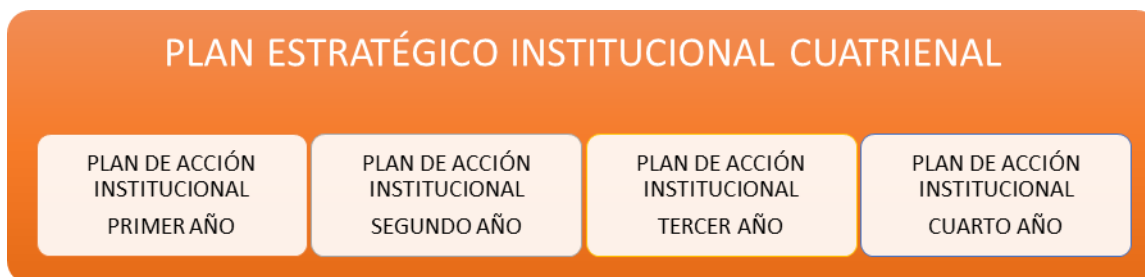 PLAN ESTRATÉGICO INSTITUCIONAL CUATRIENAL
PLAN DE ACCIÓN
INSTITUCIONAL
PRIMER AÑO
PLAN DE ACCIÓN
INSTITUCIONAL
SEGUNDO AÑO
PLAN DE ACCIÓN
INSTITUCIONAL
TERCER AÑO
PLAN DE ACCIÓN
INSTITUCIONAL
CUARTO AÑO